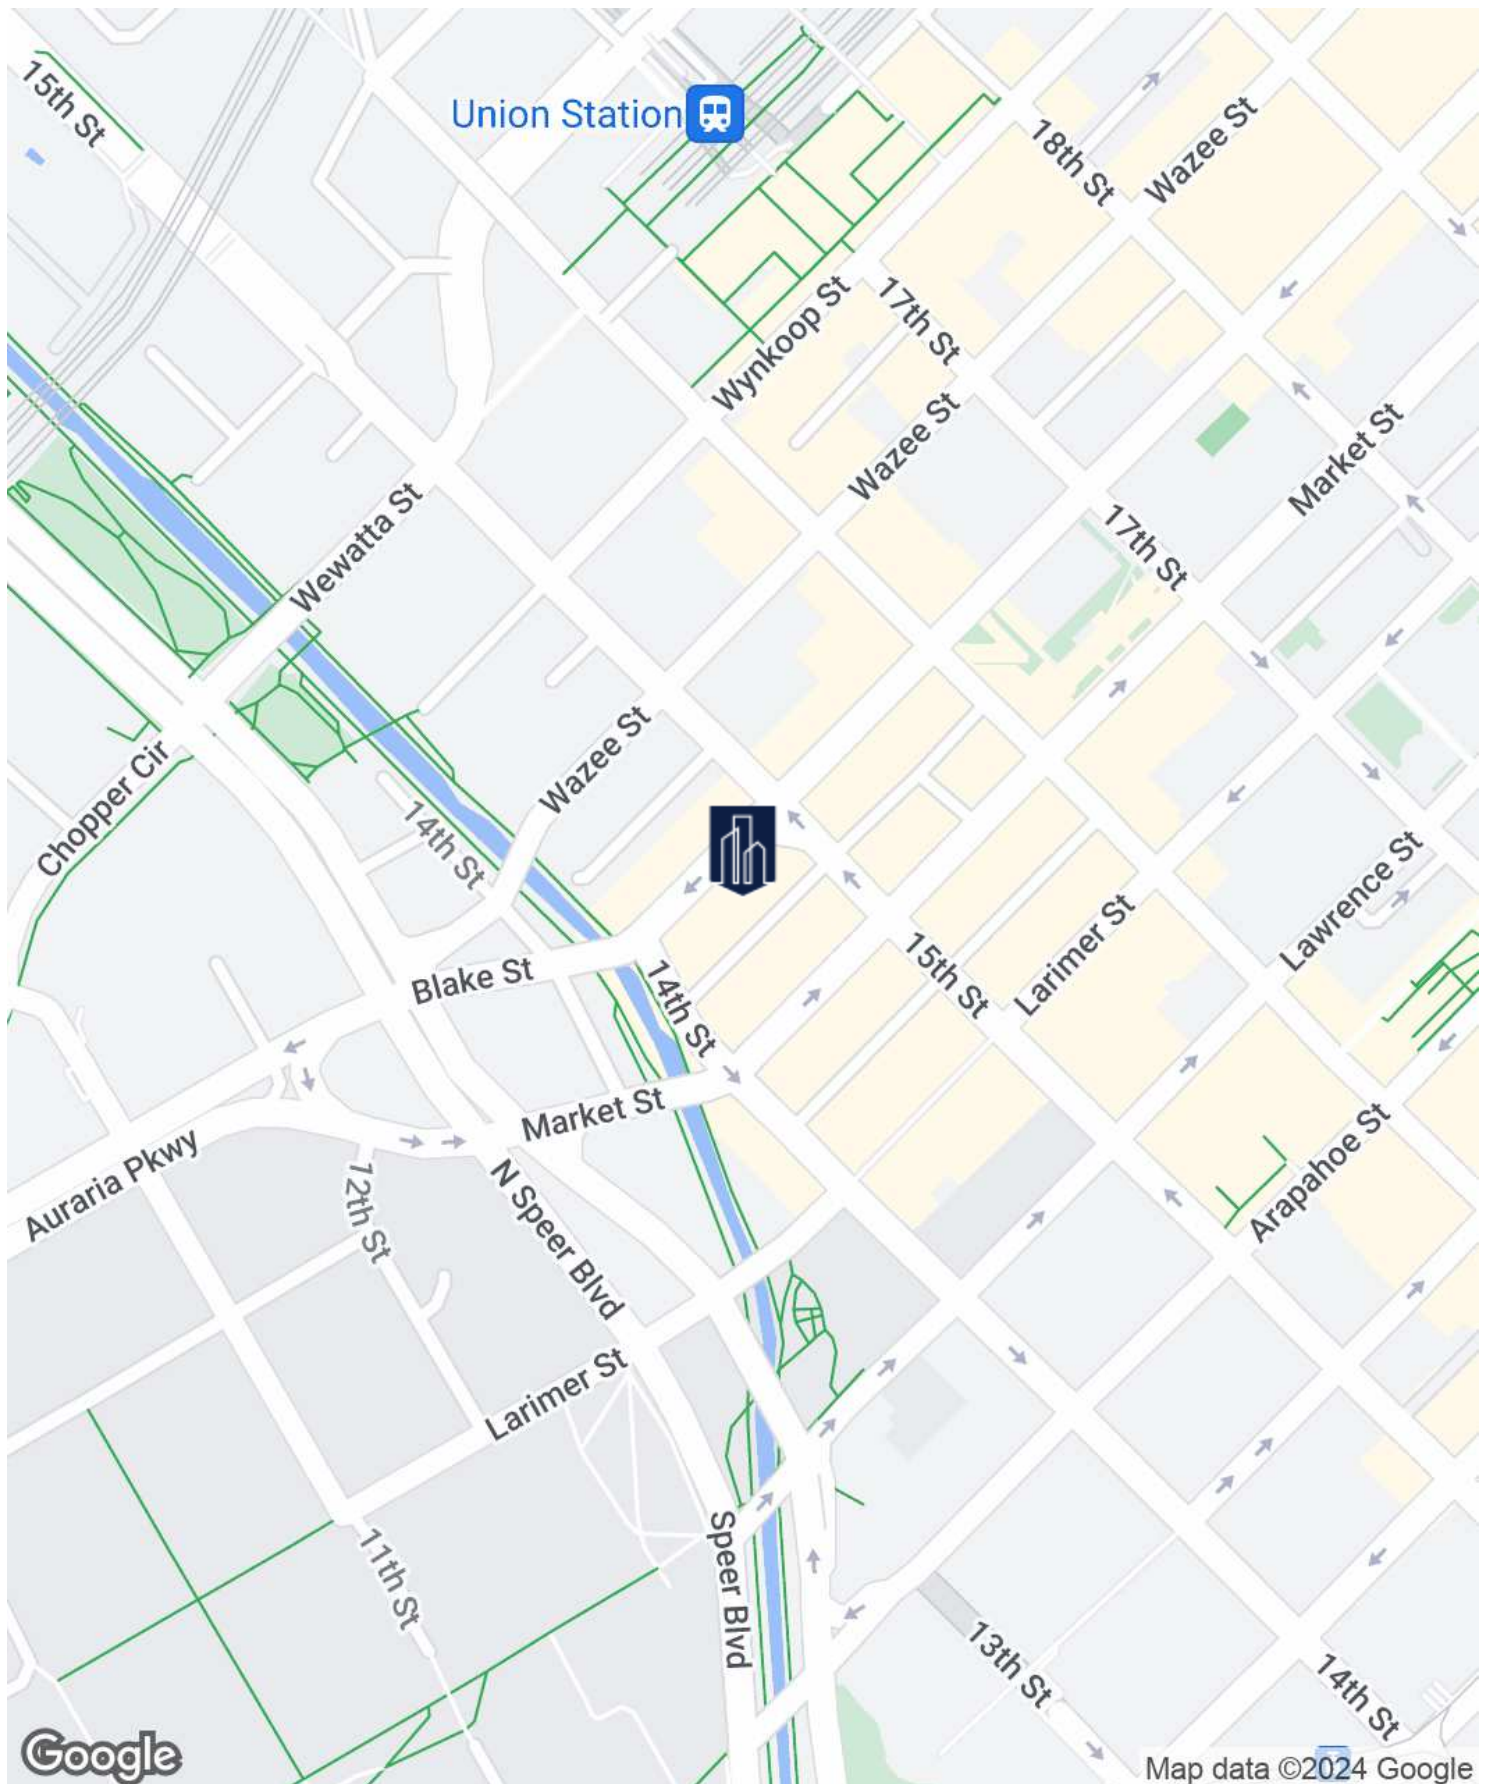 15th St
Union Station
18th St
Wazee St
Wynkoop St
17th St
Wazee St
Market St
17th St
Wewatta St
Wazee St
Chopper Cir
14th St
Lawrence St
Larimer St
15th St
Blake St
14th St
Market St
Arapahoe St
Auraria Pkwy
12th St
N Speer Blvd
Larimer St
11th St
Speer Blvd
13th St
14th St
Google
Map data ©2024 Google